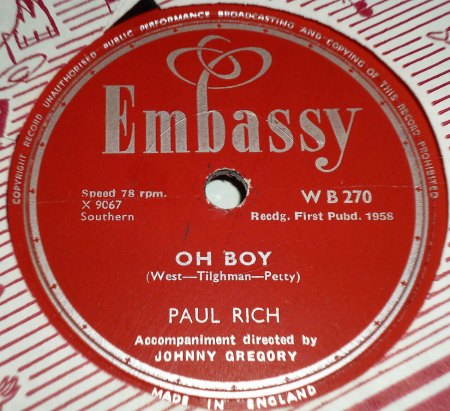 COPYRIGHT RECORD UNAUTHORISED PUBLIC PERFORMANCE BROADCASTING AND COPYING OF THIS RECORD PROHIBITED
Embassy
Speed 78 rpm.
X 9067
Southern
WB 270
Recdg. First Pubd. 1958
OH BOY
(West—Tilghman—Petty)
PAUL RICH
Accompaniment directed by
JOHNNY GREGORY
MADE IN ENGLAND